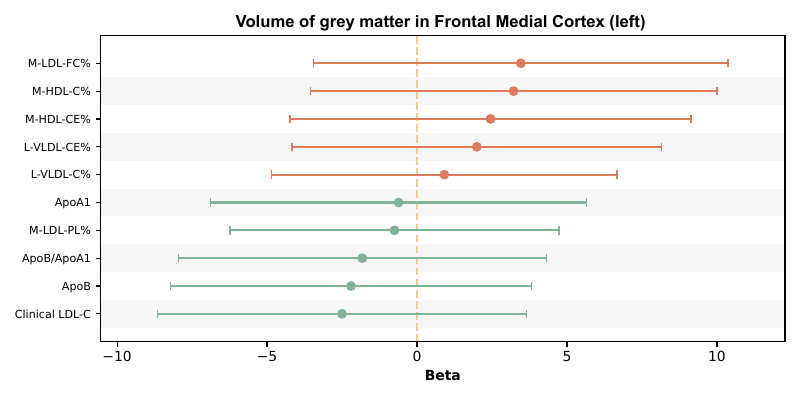 Volume of grey matter in Frontal Medial Cortex (left)
M-LDL-FC%
M-HDL-C%
M-HDL-CE%
L-VLDL-CE%
L-VLDL-C%
ApoA1
M-LDL-PL%
ApoB/ApoA1
ApoB
Clinical LDL-C
−10 −5 0 5 10
Beta